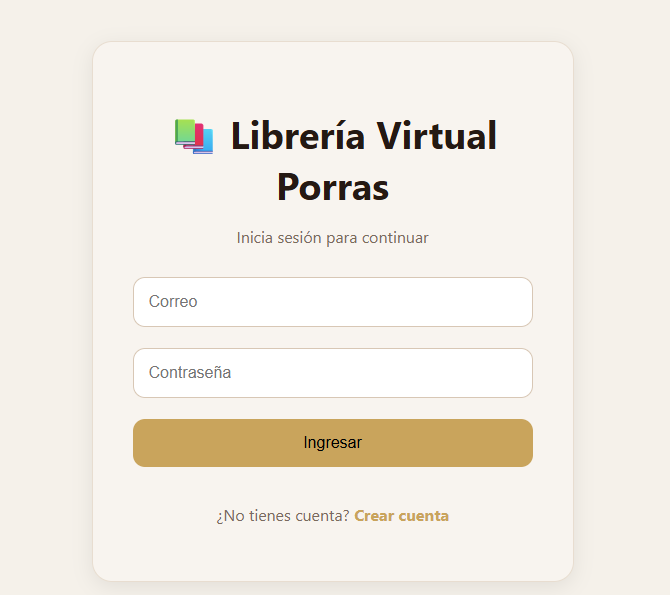 📚 Librería Virtual
Porras
Inicia sesión para continuar
Correo
Contraseña
Ingresar
¿No tienes cuenta? Crear cuenta